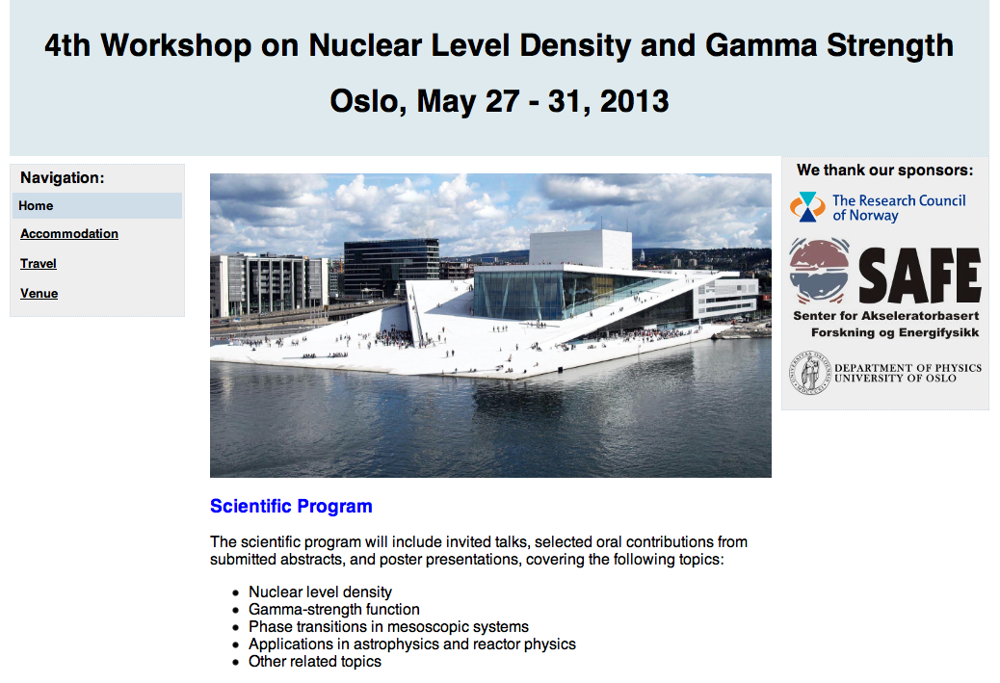 4th Workshop on Nuclear Level Density and Gamma Strength
Oslo, May 27 - 31, 2013
Navigation:
Home
Accommodation
Travel
Venue
We thank our sponsors:
The Research Council
of Norway
SAFE
Senter for Akseleratorbasert
Forskning og Energifysikk
DEPARTMENT OF PHYSICS
UNIVERSITY OF OSLO
Scientific Program
The scientific program will include invited talks, selected oral contributions from
submitted abstracts, and poster presentations, covering the following topics:
• Nuclear level density
• Gamma-strength function
• Phase transitions in mesoscopic systems
• Applications in astrophysics and reactor physics
• Other related topics